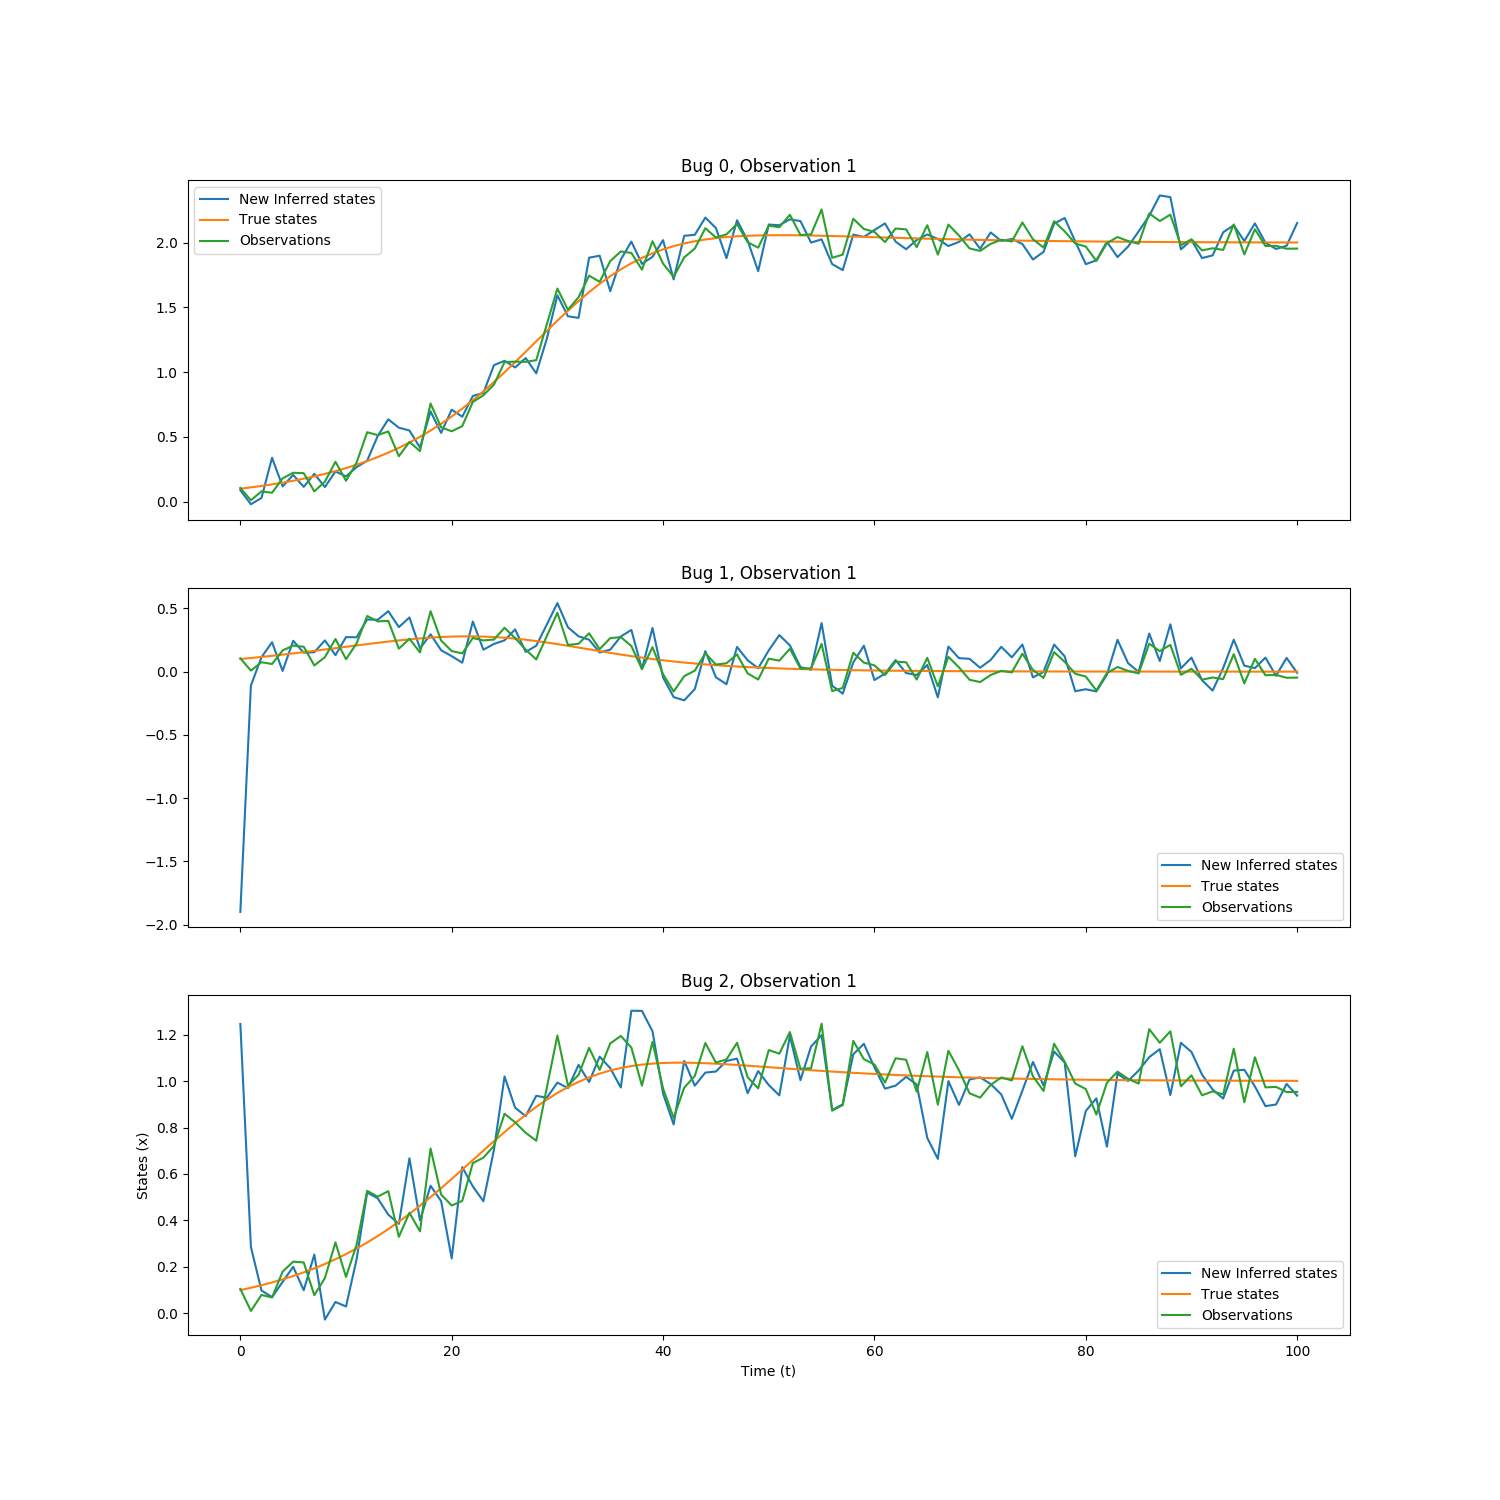 Bug 0, Observation 1
New Inferred states
True states
Observations
2.0
1.5
1.0
0.5
0.0
Bug 1, Observation 1
0.5
0.0
−0.5
−1.0
−1.5
−2.0
New Inferred states
True states
Observations
Bug 2, Observation 1
1.2
1.0
0.8
0.6
0.4
0.2
0.0
States (x)
New Inferred states
True states
Observations
0 20 40 60 80 100
Time (t)